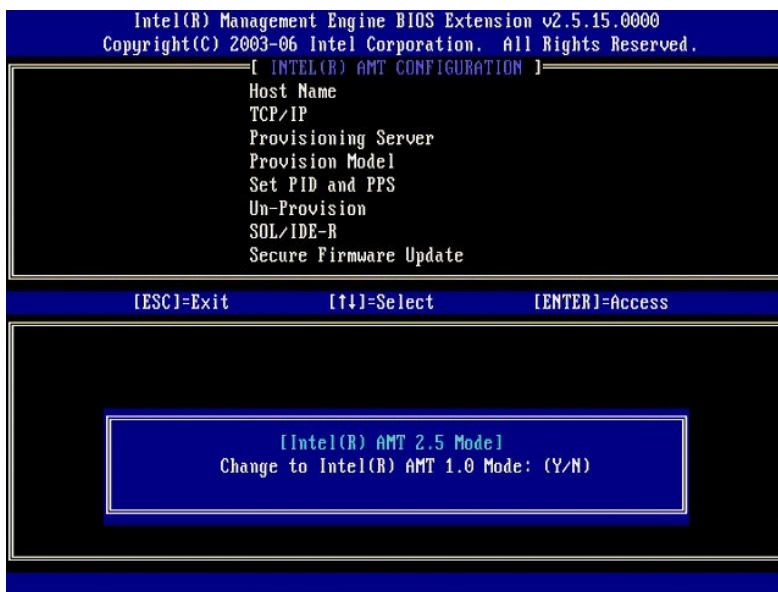 Intel(R) Management Engine BIOS Extension v2.5.15.0000
Copyright(C) 2003-06 Intel Corporation. All Rights Reserved.
[ INTEL(R) AMT CONFIGURATION ]
Host Name
TCP/IP
Provisioning Server
Provision Model
Set PID and PPS
Un-Provision
SOL/IDE-R
Secure Firmware Update
[ESC]=Exit [↑↓]=Select [ENTER]=Access
[Intel(R) AMT 2.5 Mode]
Change to Intel(R) AMT 1.0 Mode: (Y/N)